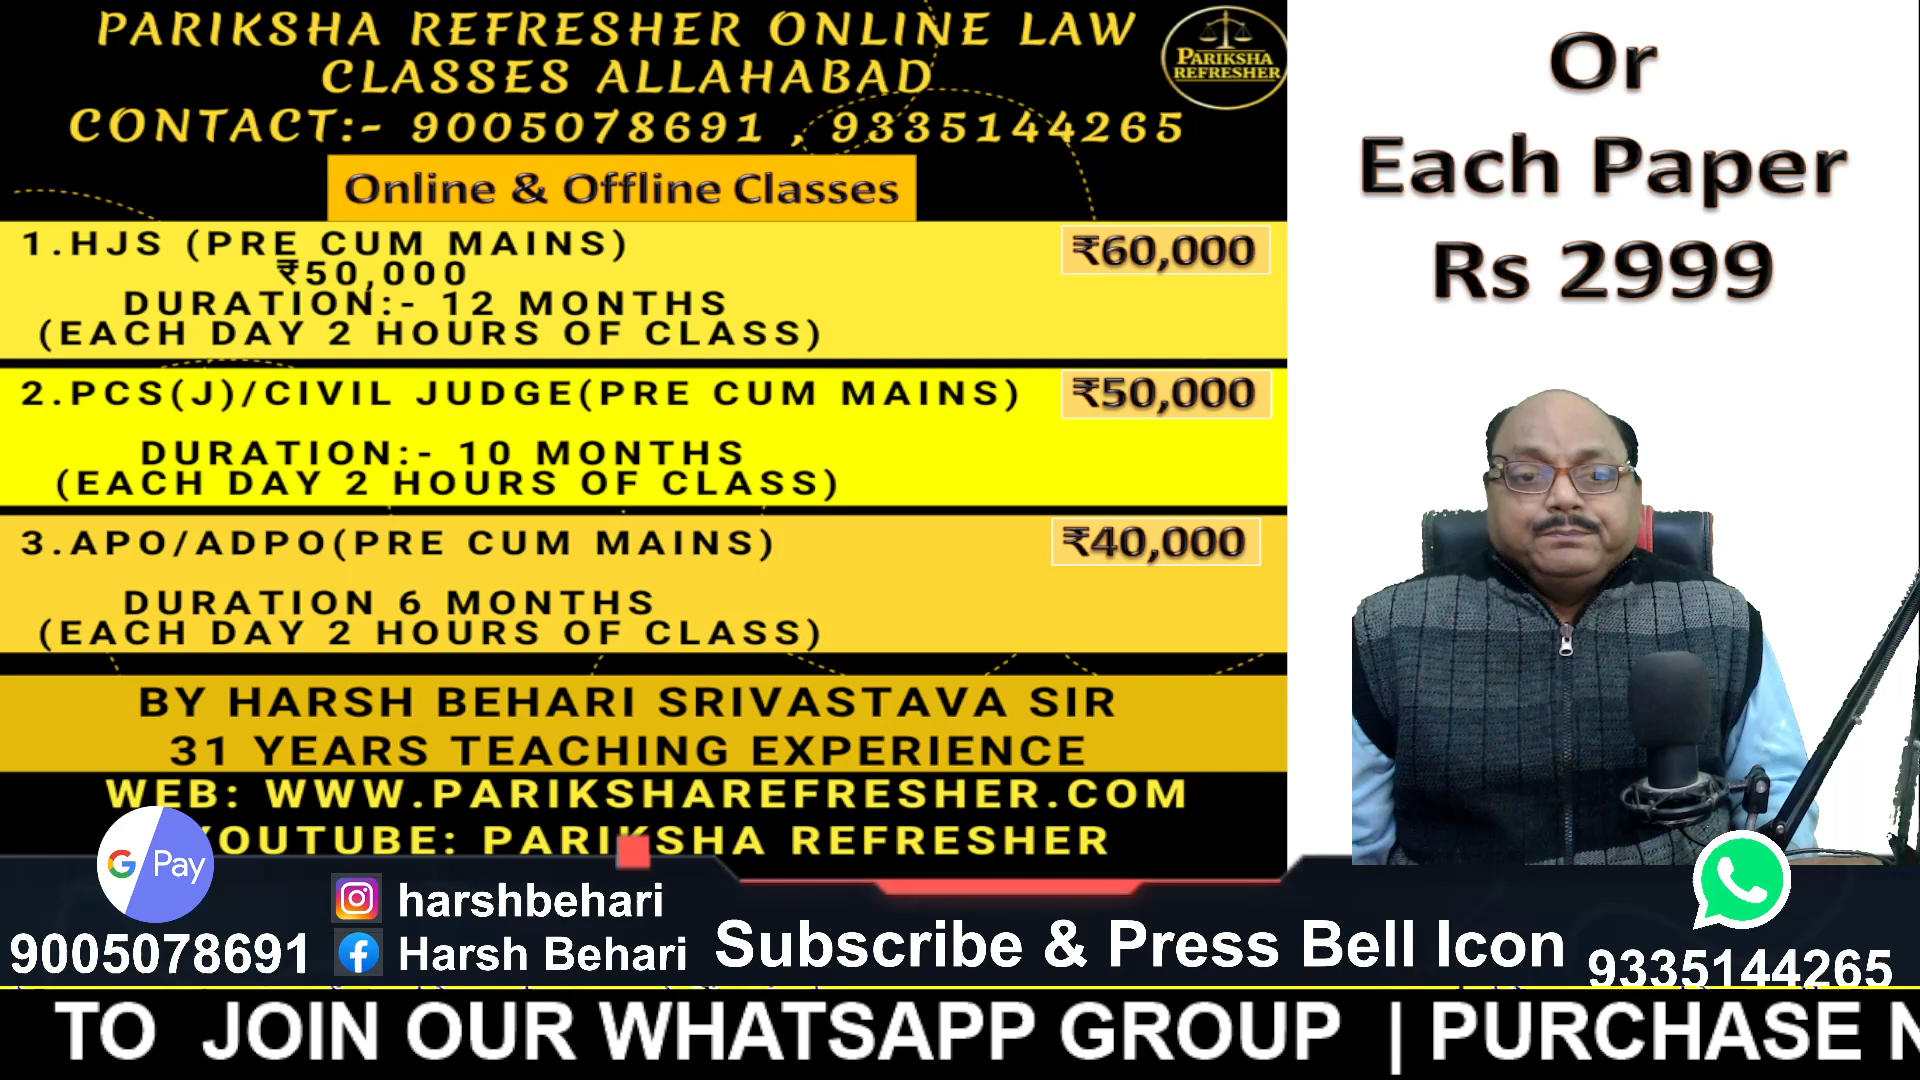 PARIKSHA REFRESHER ONLINE LAW
CLASSES ALLAHABAD
CONTACT:- 9005078691 , 9335144265
PARIKSHA
REFRESHER
Online & Offline Classes
1.HJS (PRE CUM MAINS)
₹60,000
₹50,000
DURATION:- 12 MONTHS
(EACH DAY 2 HOURS OF CLASS)
2.PCS(J)/CIVIL JUDGE(PRE CUM MAINS)
₹50,000
DURATION:- 10 MONTHS
(EACH DAY 2 HOURS OF CLASS)
3.APO/ADPO(PRE CUM MAINS)
₹40,000
DURATION 6 MONTHS
(EACH DAY 2 HOURS OF CLASS)
BY HARSH BEHARI SRIVASTAVA SIR
31 YEARS TEACHING EXPERIENCE
WEB: WWW.PARIKSHAREFRESHER.COM
YOUTUBE: PARIKSHA REFRESHER
Or
Each Paper
Rs 2999
G Pay
9005078691
harshbehari
Harsh Behari
Subscribe & Press Bell Icon
9335144265
TO JOIN OUR WHATSAPP GROUP | PURCHASE N